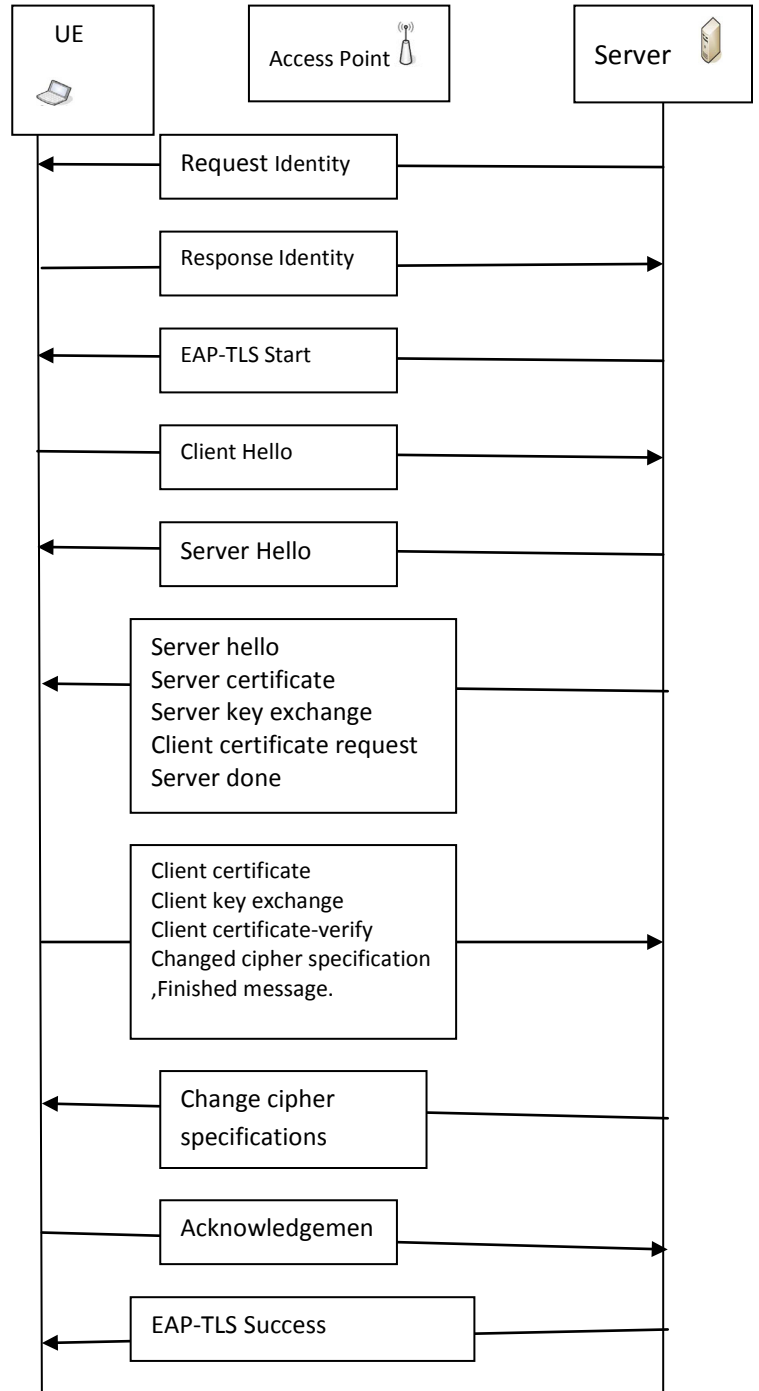 UE
Access Point
Server
Request Identity
Response Identity
EAP-TLS Start
Client Hello
Server Hello
Server hello
Server certificate
Server key exchange
Client certificate request
Server done
Client certificate
Client key exchange
Client certificate-verify
Changed cipher specification
,Finished message.
Change cipher
specifications
Acknowledgemen
EAP-TLS Success